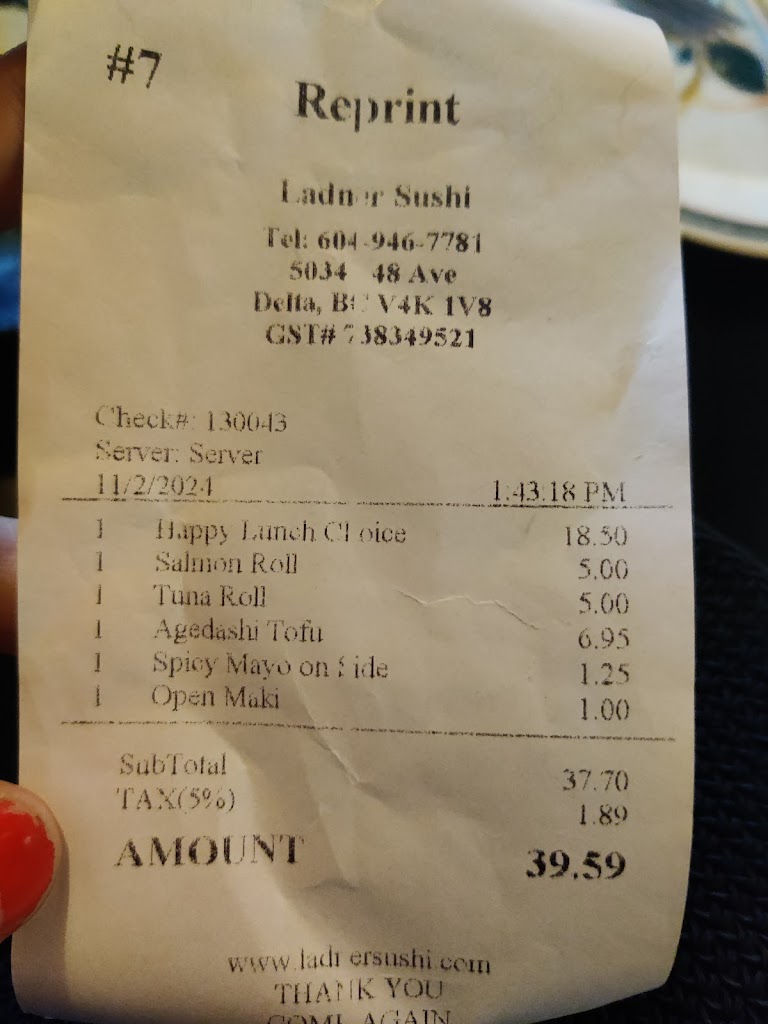 #7
Reprint
Ladner Sushi
Tel: 604-946-7781
5034 48 Ave
Delta, BC V4K 1V8
GST# 738349521
Check#: 130043
Server: Server
11/2/2024 1:43:18 PM
1 Happy Lunch Choice 18.50
1 Salmon Roll 5.00
1 Tuna Roll 5.00
1 Agedashi Tofu 6.95
1 Spicy Mayo on Side 1.25
1 Open Maki 1.00
SubTotal 37.70
TAX(5%) 1.89
AMOUNT 39.59
www.ladnersushi.com
THANK YOU
COME AGAIN